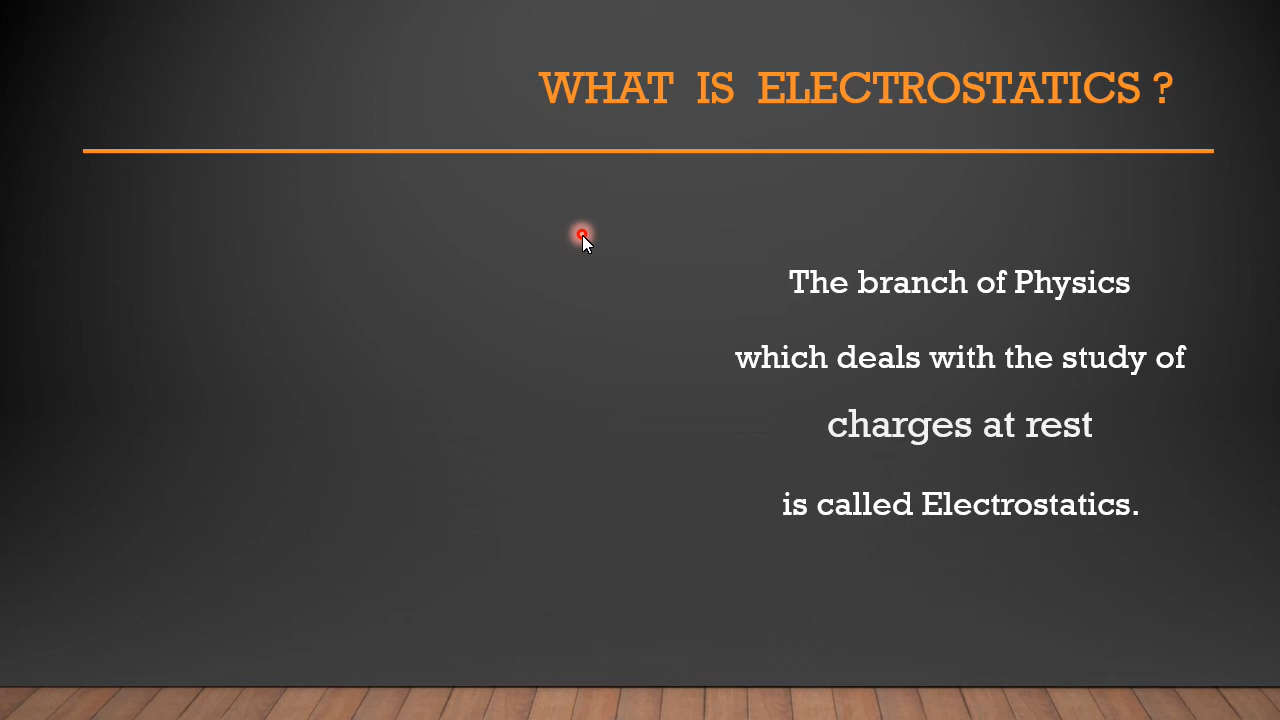 WHAT IS ELECTROSTATICS ?
The branch of Physics
which deals with the study of
charges at rest
is called Electrostatics.